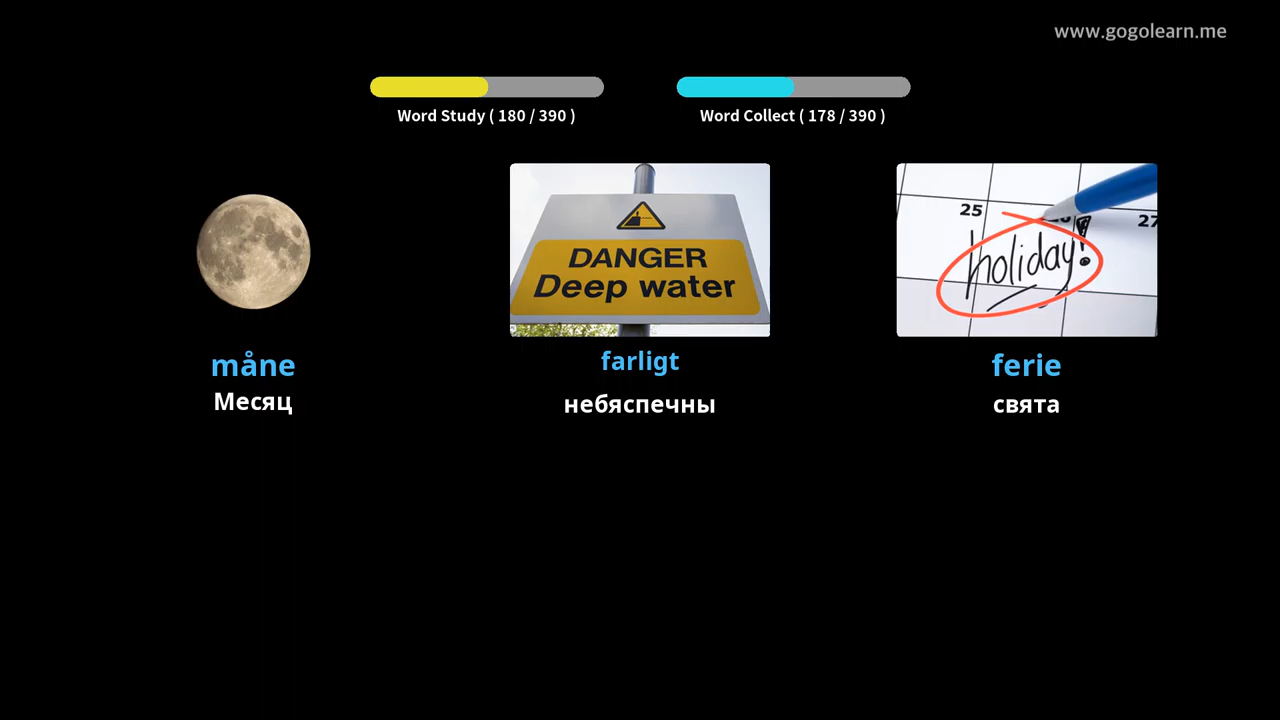 www.gogolearn.me
Word Study ( 180 / 390 )
Word Collect ( 178 / 390 )
DANGER
Deep water
25
27
holiday!
måne
farligt
ferie
Месяц
небяспечны
свята